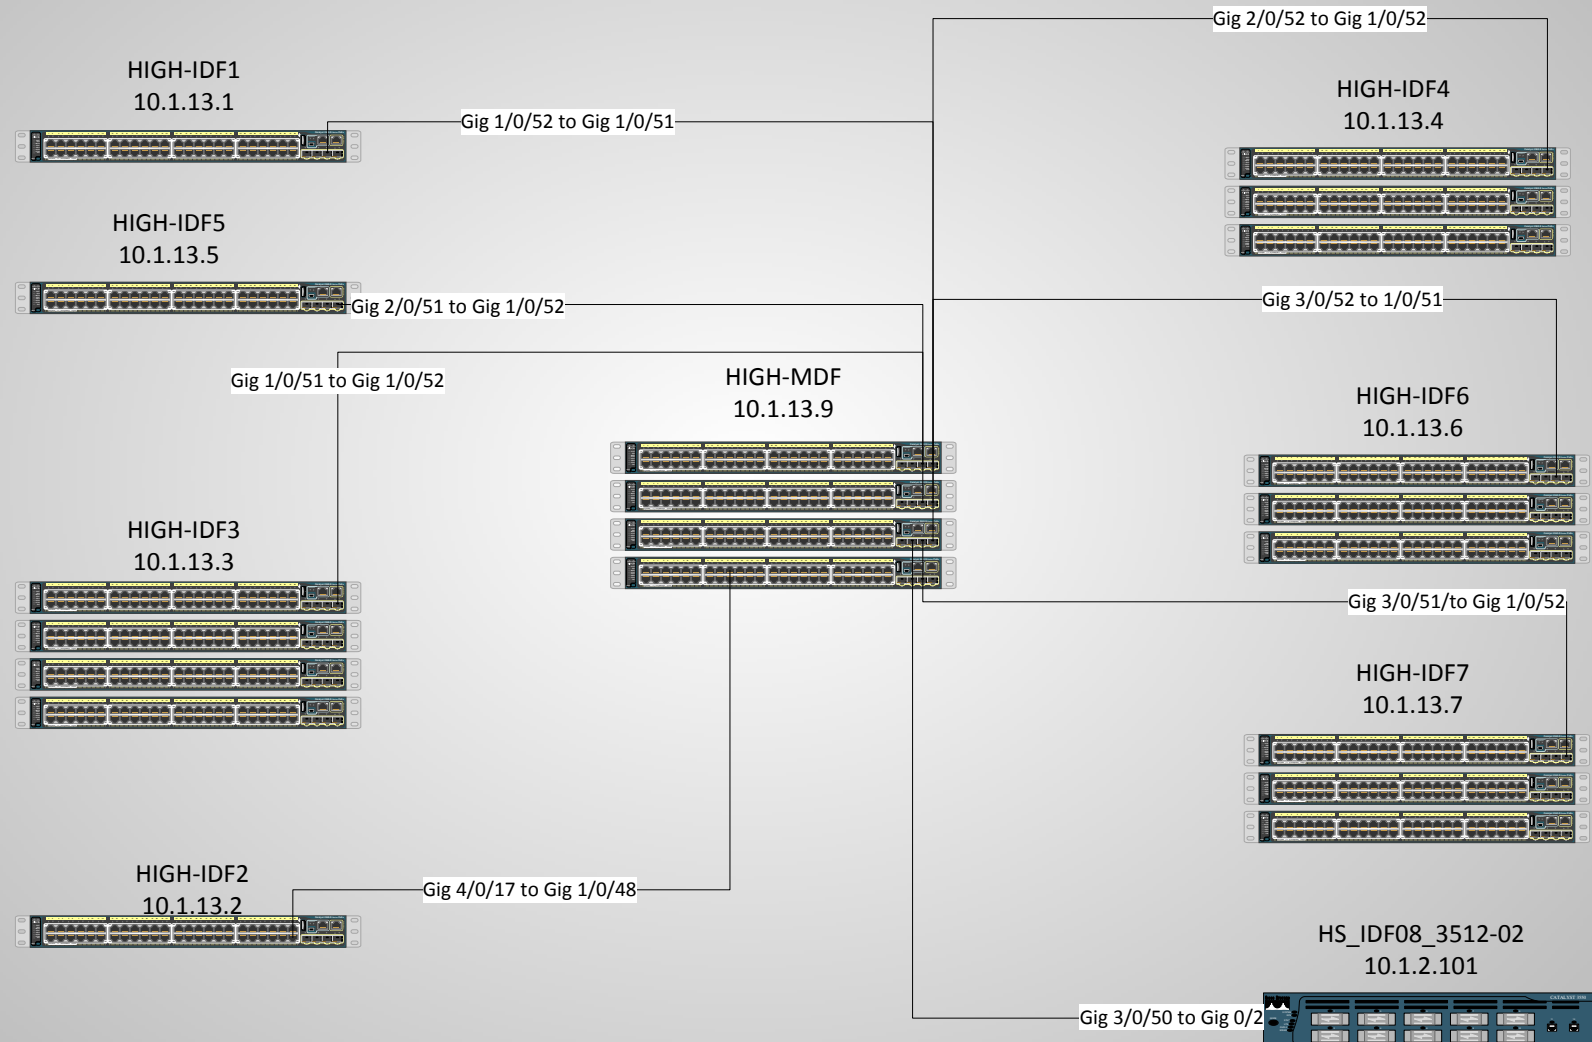 Gig 2/0/52 to Gig 1/0/52
HIGH-IDF1
10.1.13.1
HIGH-IDF4
10.1.13.4
Gig 1/0/52 to Gig 1/0/51
HIGH-IDF5
10.1.13.5
Gig 2/0/51 to Gig 1/0/52
Gig 3/0/52 to 1/0/51
Gig 1/0/51 to Gig 1/0/52
HIGH-MDF
10.1.13.9
HIGH-IDF6
10.1.13.6
HIGH-IDF3
10.1.13.3
Gig 3/0/51/to Gig 1/0/52
HIGH-IDF7
10.1.13.7
HIGH-IDF2
10.1.13.2
Gig 4/0/17 to Gig 1/0/48
HS_IDF08_3512-02
10.1.2.101
Gig 3/0/50 to Gig 0/2